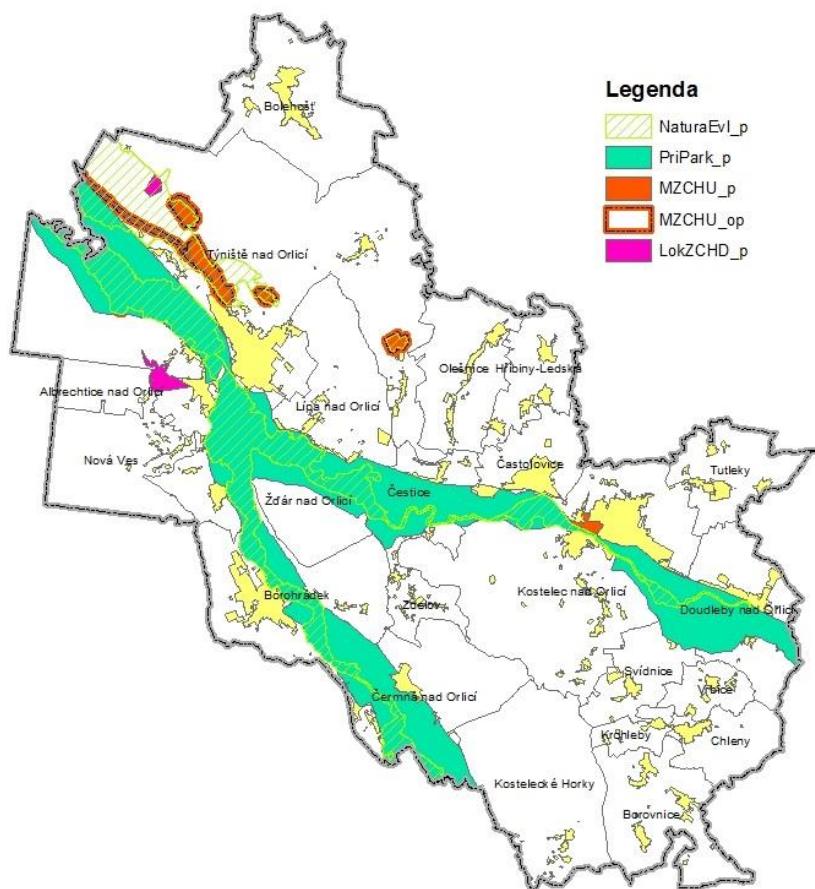 Legenda
NaturaEvl_p
PriPark_p
MZCHU_p
MZCHU_op
LokZCHD_p
Bolehošť
Týniště nad Orlicí
Olešnice
Hřibiny-Ledská
Albrechtice nad Orlicí
Lípa nad Orlicí
Nová Ves
Častolovice
Tutleky
Žďár nad Orlicí
Čestice
Borohrádek
Zdelov
Kostelec nad Orlicí
Doudleby nad Orlicí
Svídnice
Vrbice
Čermná nad Orlicí
Krchleby
Chleny
Kostelecké Horky
Borovnice